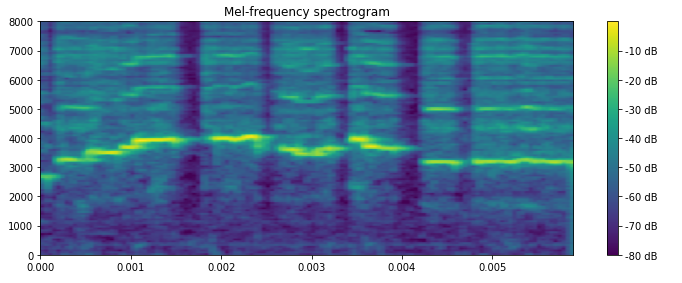 Mel-frequency spectrogram
8000
7000
6000
5000
4000
3000
2000
1000
0
0.000 0.001 0.002 0.003 0.004 0.005
-10 dB
-20 dB
-30 dB
-40 dB
-50 dB
-60 dB
-70 dB
-80 dB